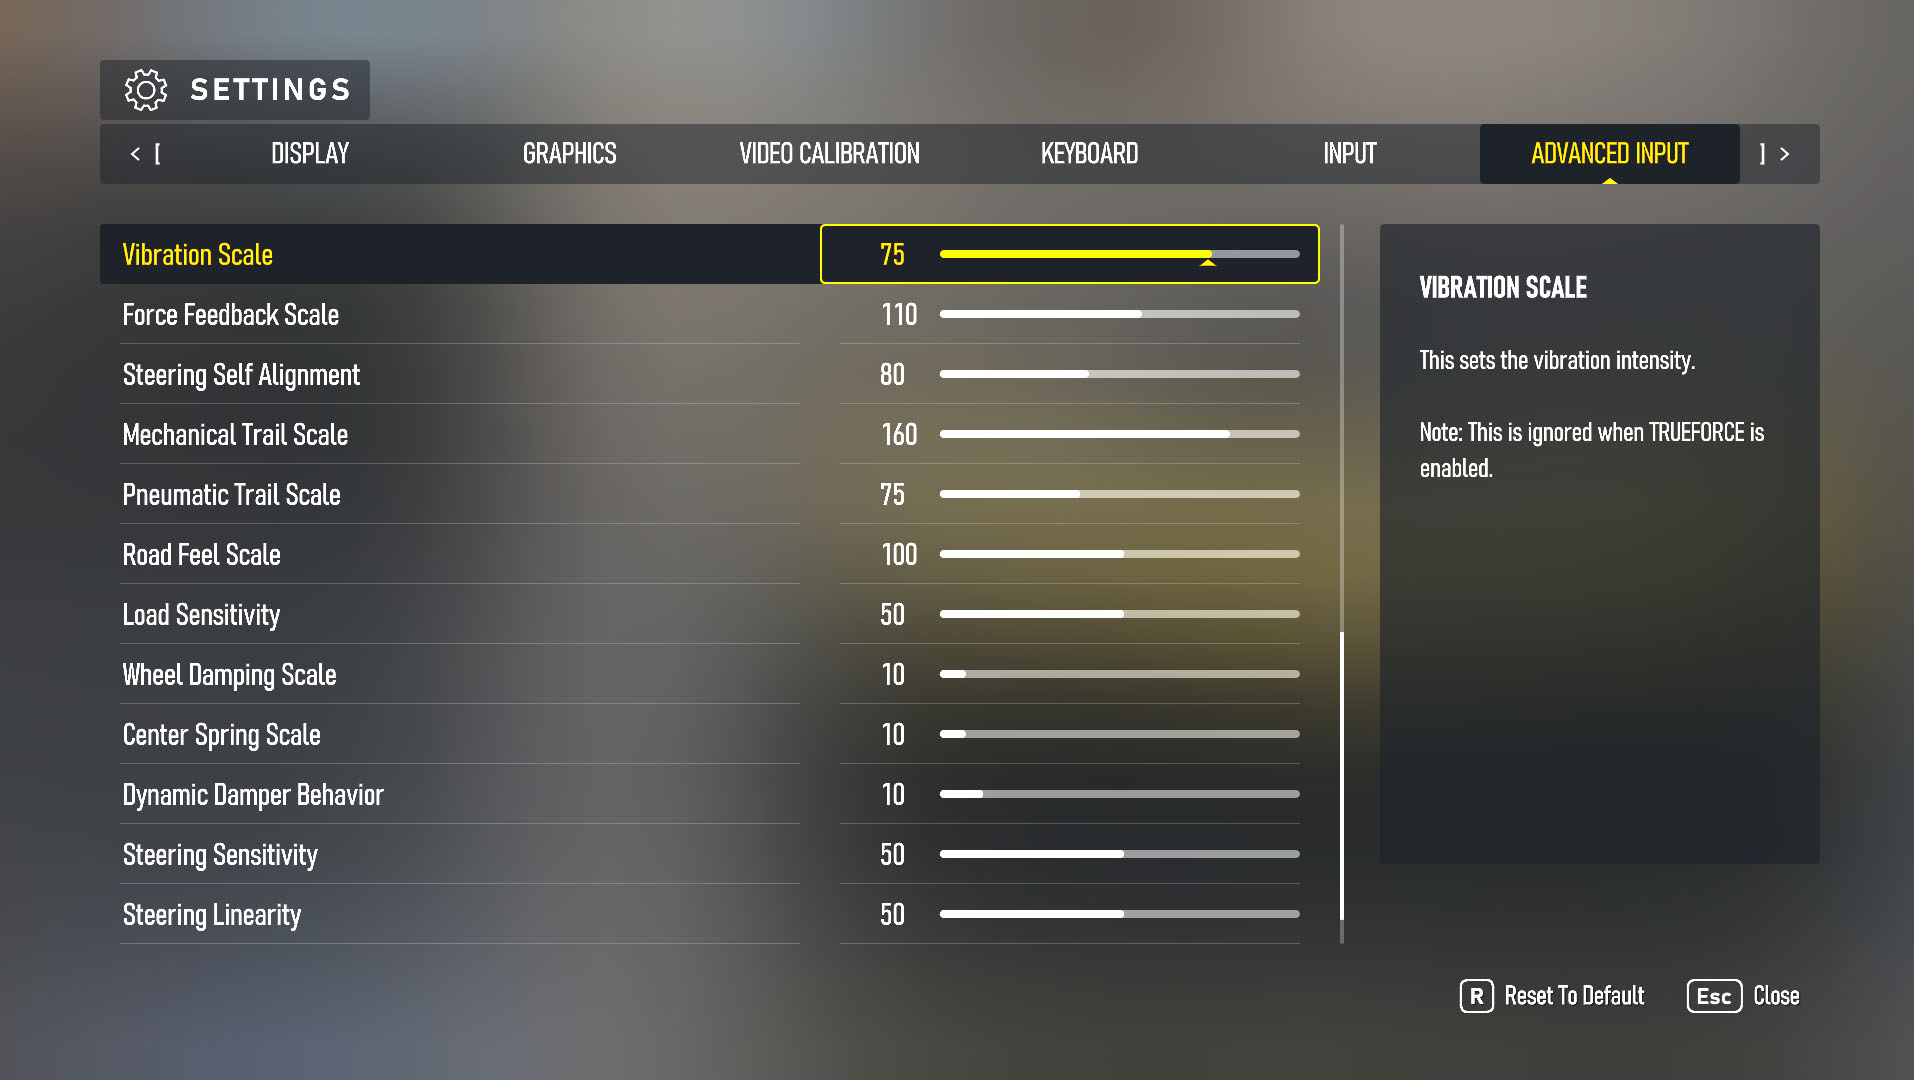 SETTINGS
< [ DISPLAY GRAPHICS VIDEO CALIBRATION KEYBOARD INPUT ADVANCED INPUT ] >
Vibration Scale 75
Force Feedback Scale 110
Steering Self Alignment 80
Mechanical Trail Scale 160
Pneumatic Trail Scale 75
Road Feel Scale 100
Load Sensitivity 50
Wheel Damping Scale 10
Center Spring Scale 10
Dynamic Damper Behavior 10
Steering Sensitivity 50
Steering Linearity 50
VIBRATION SCALE
This sets the vibration intensity.
Note: This is ignored when TRUEFORCE is
enabled.
R Reset To Default Esc Close